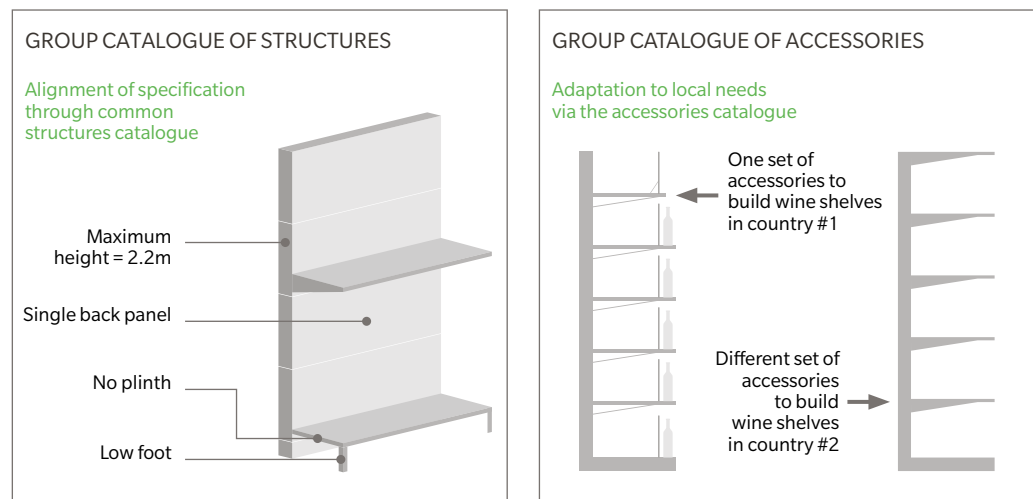 GROUP CATALOGUE OF STRUCTURES
Alignment of specification
through common
structures catalogue
Maximum
height = 2.2m
Single back panel
No plinth
Low foot
GROUP CATALOGUE OF ACCESSORIES
Adaptation to local needs
via the accessories catalogue
One set of
accessories to
build wine shelves
in country #1
Different set of
accessories
to build
wine shelves
in country #2